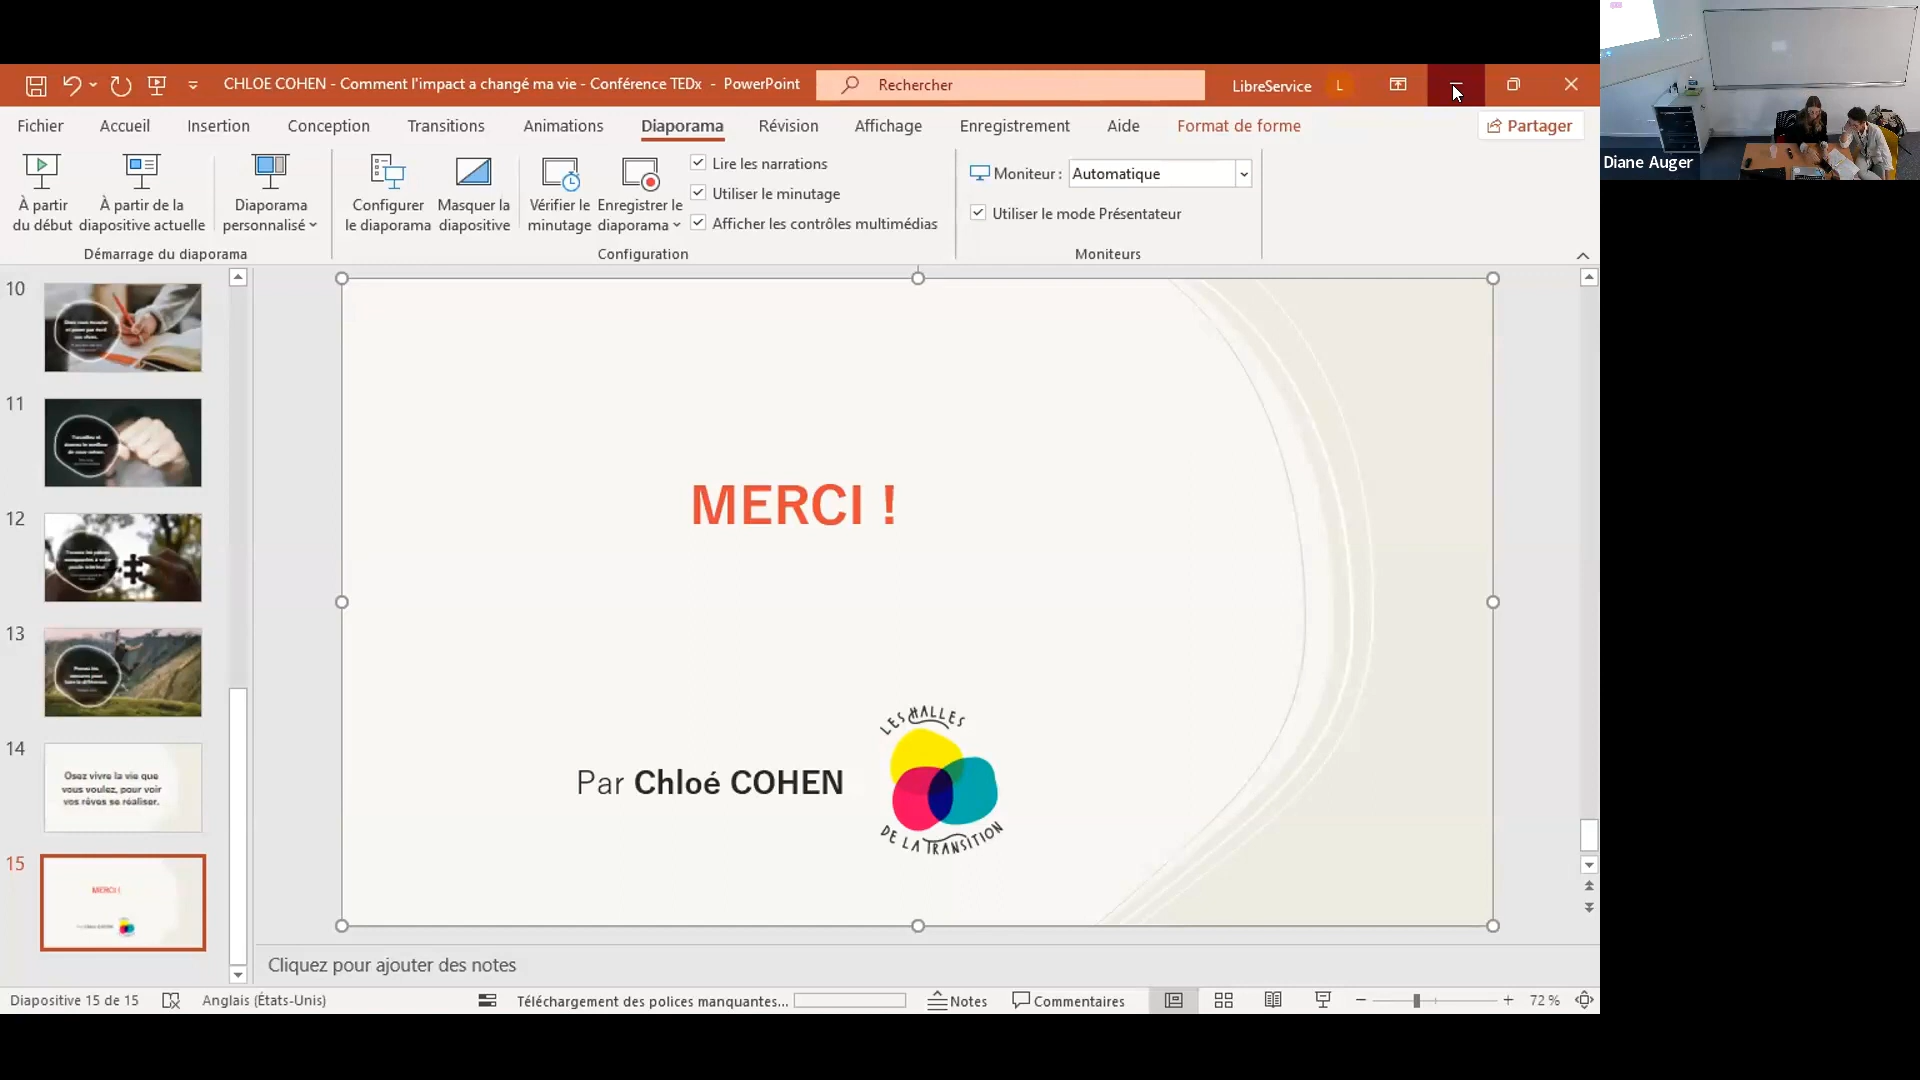 CHLOE COHEN - Comment l'impact a changé ma vie - Conférence TEDx - PowerPoint
Rechercher
LibreService
L
Fichier
Accueil
Insertion
Conception
Transitions
Animations
Diaporama
Révision
Affichage
Enregistrement
Aide
Format de forme
Partager
À partir
du début
À partir de la
diapositive actuelle
Diaporama
personnalisé
Démarrage du diaporama
Configurer
le diaporama
Masquer la
diapositive
Vérifier le
minutage
Enregistrer le
diaporama
Lire les narrations
Utiliser le minutage
Afficher les contrôles multimédias
Configuration
Moniteur :
Automatique
Utiliser le mode Présentateur
Moniteurs
Diane Auger
10
11
12
13
14
Osez vivre la vie que
vous voulez, pour voir
vos rêves se réaliser.
15
MERCI !
MERCI !
Par Chloé COHEN
LES HALLES
DE LA TRANSITION
Cliquez pour ajouter des notes
Diapositive 15 de 15
Anglais (États-Unis)
Téléchargement des polices manquantes...
Notes
Commentaires
72 %